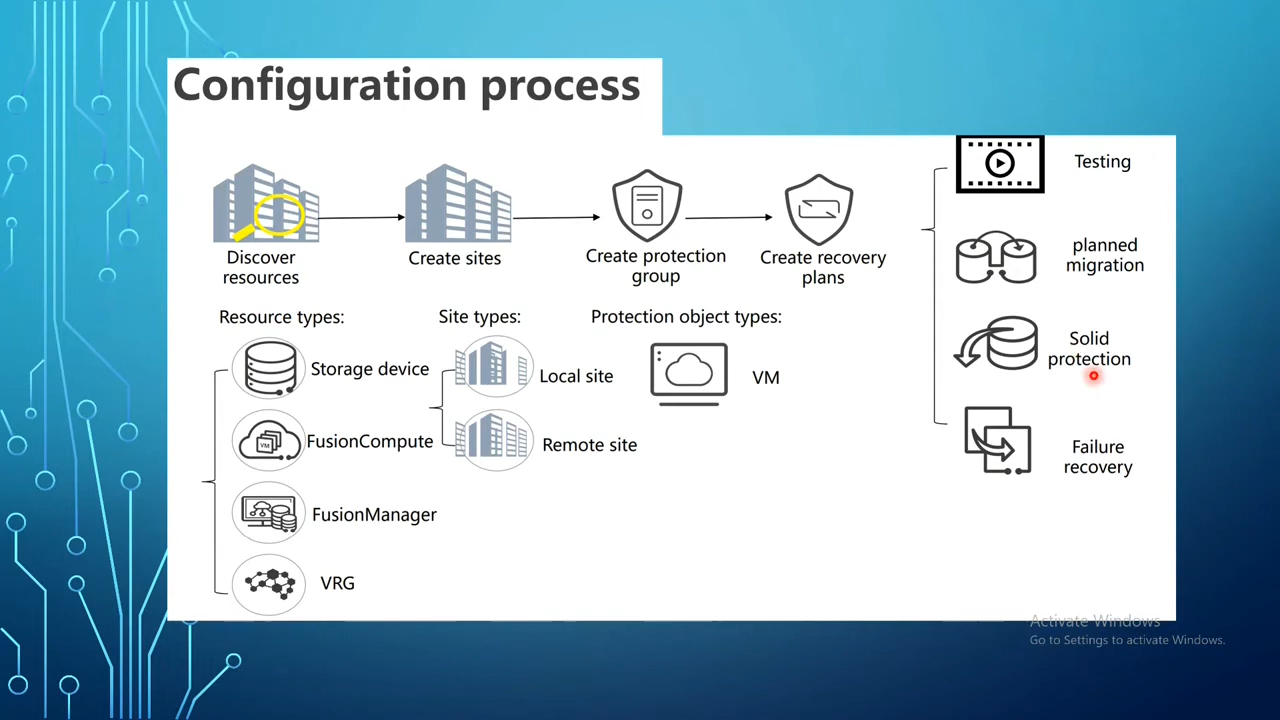 Configuration process
Discover
resources
Create sites
Create protection
group
Create recovery
plans
Resource types:
Storage device
FusionCompute
VM
FusionManager
VRG
Site types:
Local site
Remote site
Protection object types:
VM
Testing
planned
migration
Solid
protection
Failure
recovery
Activate Windows
Go to Settings to activate Windows.